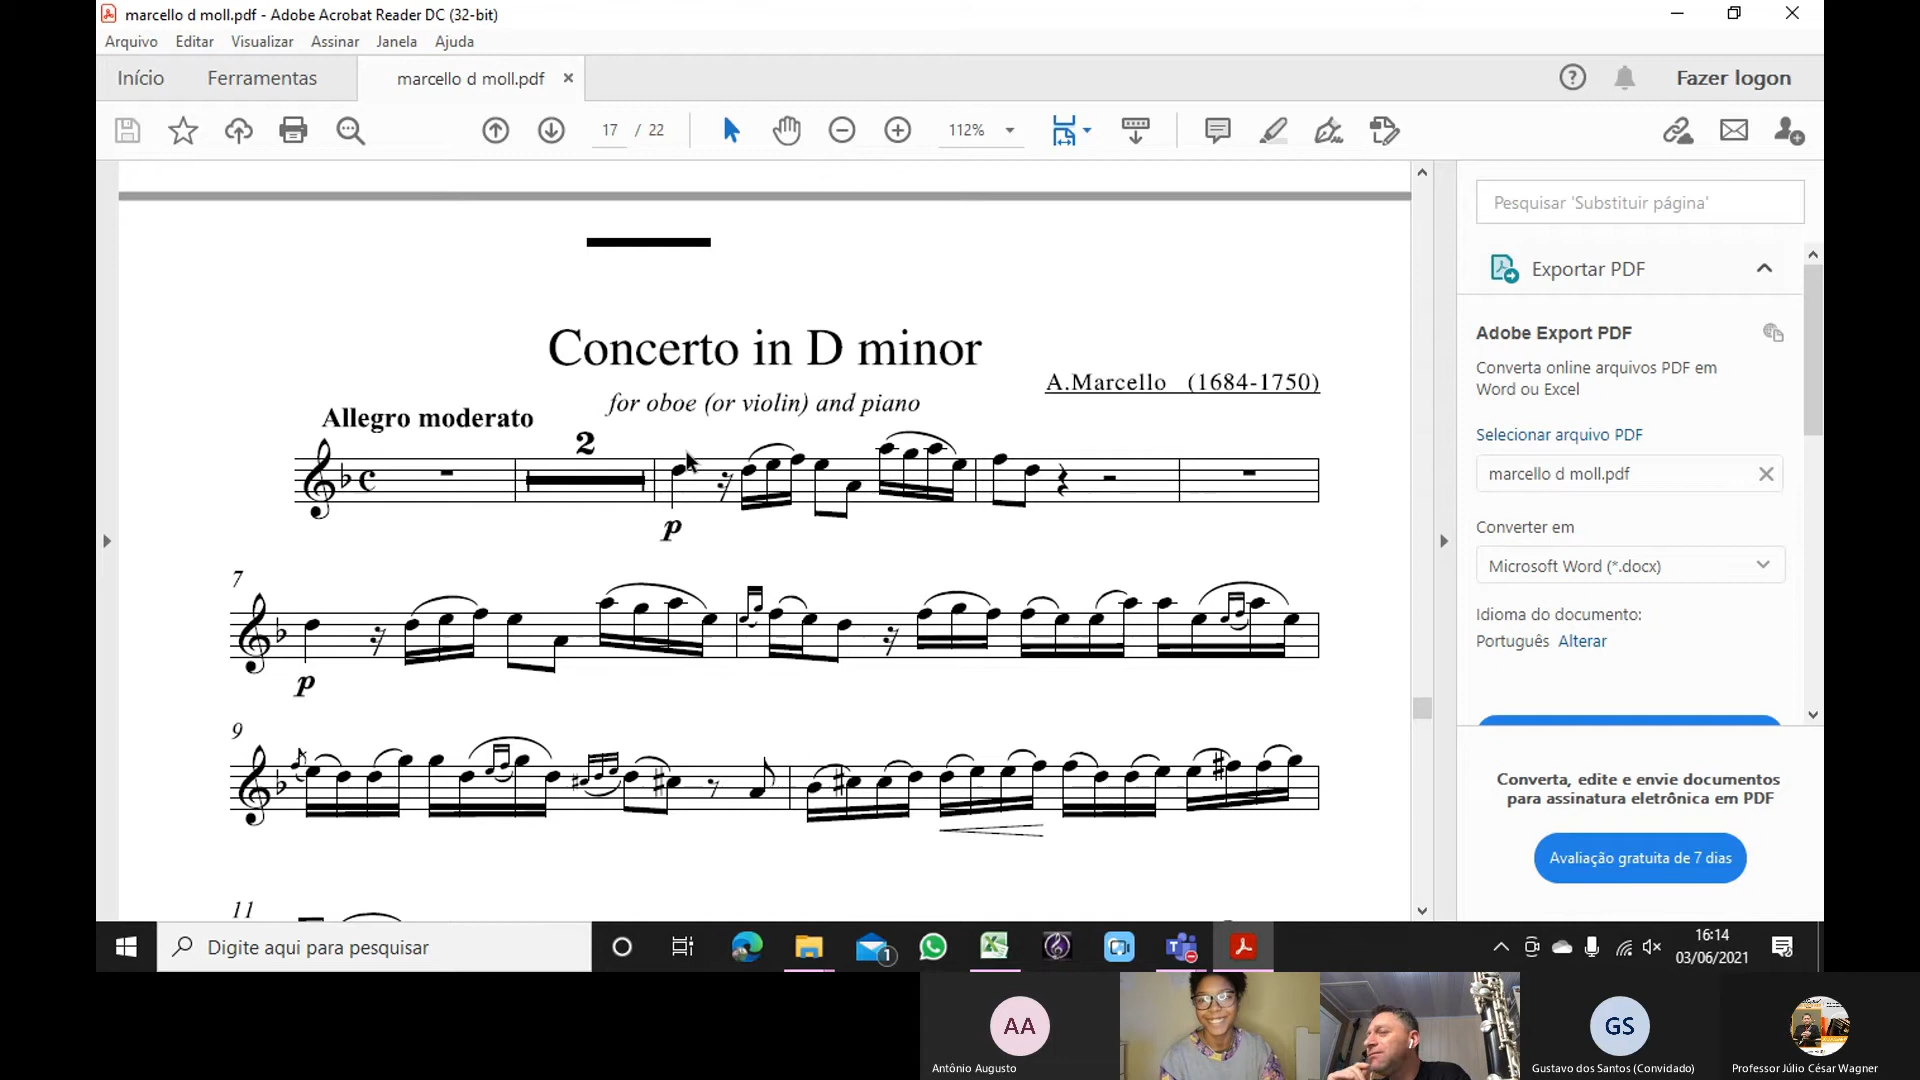 marcello d moll.pdf - Adobe Acrobat Reader DC (32-bit)
Arquivo Editar Visualizar Assinar Janela Ajuda
Início Ferramentas marcello d moll.pdf
Fazer logon
17 / 22
112%
Pesquisar 'Substituir página'
Exportar PDF
Adobe Export PDF
Converta online arquivos PDF em
Word ou Excel
Selecionar arquivo PDF
marcello d moll.pdf
Converter em
Microsoft Word (*.docx)
Idioma do documento:
Português Alterar
Converta, edite e envie documentos
para assinatura eletrônica em PDF
Avaliação gratuita de 7 dias
Concerto in D minor
A.Marcello (1684-1750)
for oboe (or violin) and piano
Allegro moderato
2
p
7
p
9
11
Digite aqui para pesquisar
1
16:14
03/06/2021
AA
Antônio Augusto
GS
Gustavo dos Santos (Convidado)
Professor Júlio César Wagner